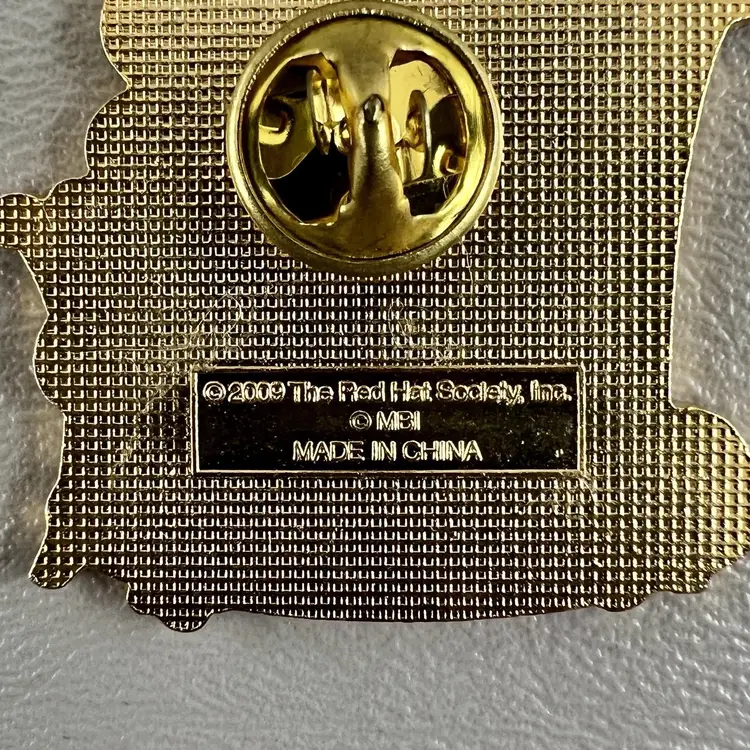 © 2009 The Red Hat Society, Inc.
© MBI
MADE IN CHINA